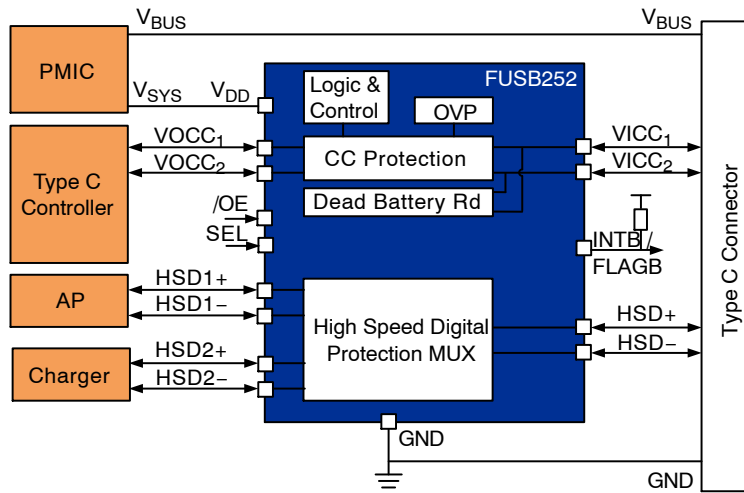 VBUS
VBUS
PMIC
VSYS
VDD
FUSB252
Logic &
Control
OVP
VOCC1
VICC1
CC Protection
VOCC2
VICC2
Type C
Controller
Dead Battery Rd
/OE
SEL
INTB /
FLAGB
Type C Connector
AP
HSD1+
HSD1−
High Speed Digital
Protection MUX
HSD+
HSD−
Charger
HSD2+
HSD2−
GND
GND